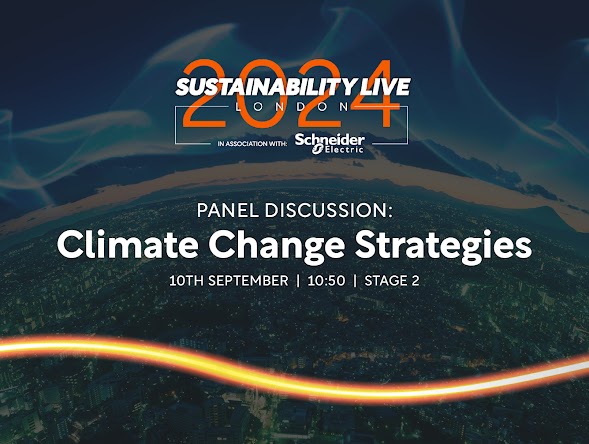 2024
SUSTAINABILITY LIVE
LONDON
IN ASSOCIATION WITH: Schneider
Electric
PANEL DISCUSSION:
Climate Change Strategies
10TH SEPTEMBER | 10:50 | STAGE 2